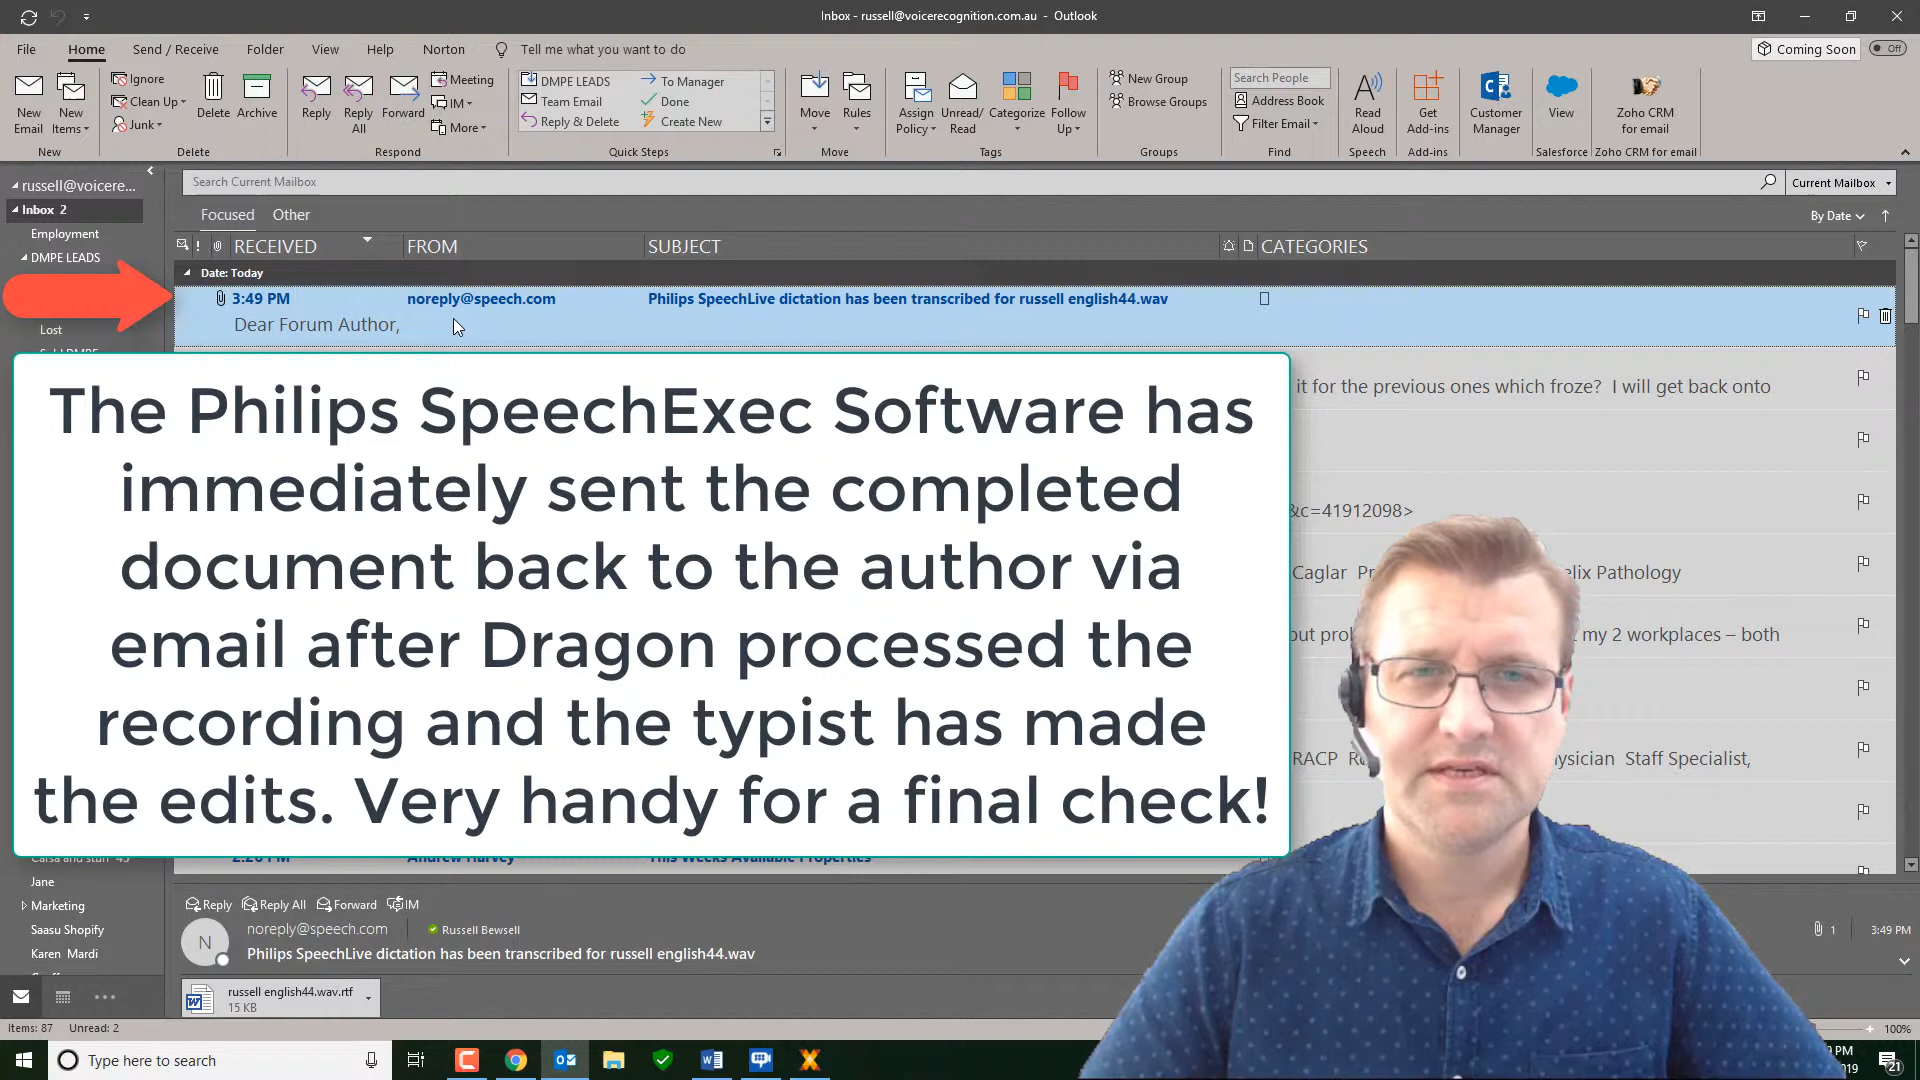 Inbox - russell@voicerecognition.com.au - Outlook
File Home Send / Receive Folder View Help Norton Tell me what you want to do
Coming Soon Off
New Email
New Items
New
Ignore
Clean Up
Junk
Delete
Archive
Delete
Reply
Reply All
Forward
Meeting
IM
More
Respond
DMPE LEADS
Team Email
Reply & Delete
To Manager
Done
Create New
Quick Steps
Move
Rules
Move
Assign Policy
Unread/ Read
Categorize
Follow Up
Tags
New Group
Browse Groups
Groups
Search People
Address Book
Filter Email
Find
Read Aloud
Speech
Get Add-ins
Add-ins
Customer Manager
View
Salesforce
Zoho CRM for email
Zoho CRM for email
russell@voicere...
Inbox 2
Employment
DMPE LEADS
Lost
Search Current Mailbox
Current Mailbox
Focused Other
By Date
! RECEIVED FROM SUBJECT CATEGORIES
Date: Today
3:49 PM noreply@speech.com Philips SpeechLive dictation has been transcribed for russell english44.wav
Dear Forum Author,
The Philips SpeechExec Software has
immediately sent the completed
document back to the author via
email after Dragon processed the
recording and the typist has made
the edits. Very handy for a final check!
it for the previous ones which froze? I will get back onto
&c=41912098>
Caglar
elix Pathology
my 2 workplaces – both
RACP
ysician Staff Specialist,
Jane
Marketing
Saasu Shopify
Karen Mardi
Reply Reply All Forward IM
N
noreply@speech.com
Russell Bewsell
Philips SpeechLive dictation has been transcribed for russell english44.wav
1 3:49 PM
russell english44.wav.rtf
15 KB
Items: 87 Unread: 2
100%
Type here to search
PM
2019
21